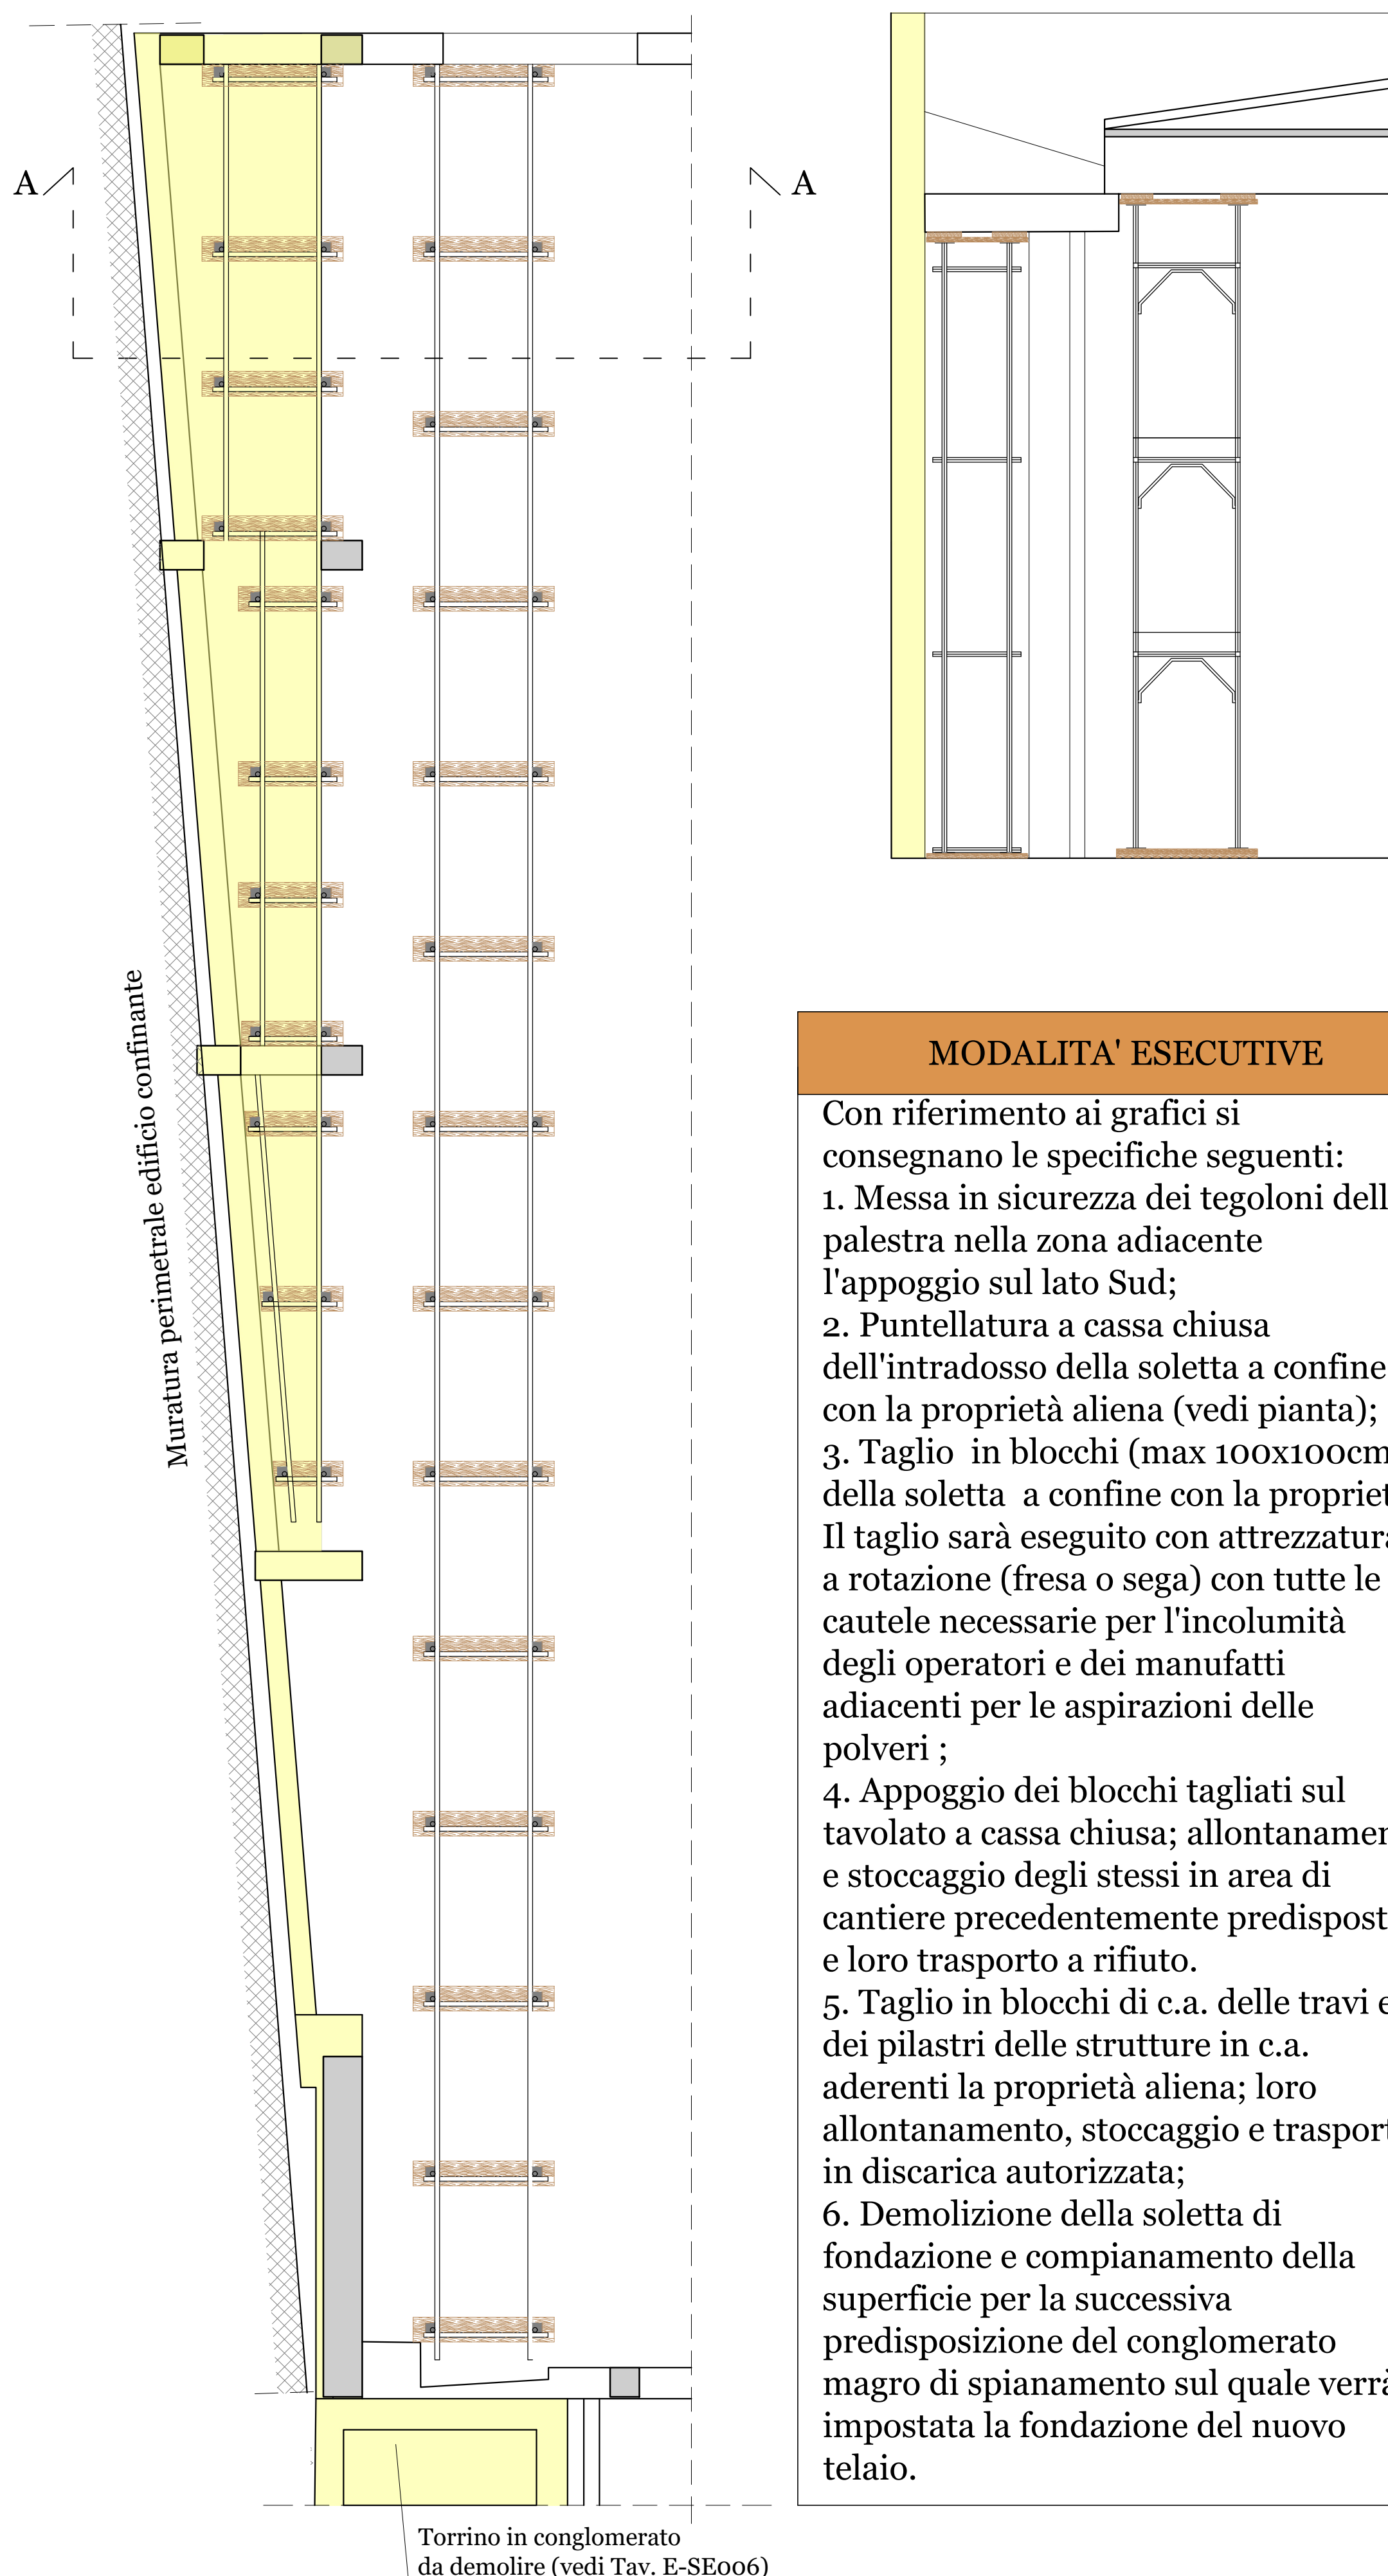 A
A
Muratura perimetrale edificio confinante
MODALITA' ESECUTIVE
Con riferimento ai grafici si
consegnano le specifiche seguenti:
1. Messa in sicurezza dei tegoloni dell
palestra nella zona adiacente
l'appoggio sul lato Sud;
2. Puntellatura a cassa chiusa
dell'intradosso della soletta a confine
con la proprietà aliena (vedi pianta);
3. Taglio in blocchi (max 100x100cm
della soletta a confine con la propriet
Il taglio sarà eseguito con attrezzatura
a rotazione (fresa o sega) con tutte le
cautele necessarie per l'incolumità
degli operatori e dei manufatti
adiacenti per le aspirazioni delle
polveri ;
4. Appoggio dei blocchi tagliati sul
tavolato a cassa chiusa; allontanamen
e stoccaggio degli stessi in area di
cantiere precedentemente predispost
e loro trasporto a rifiuto.
5. Taglio in blocchi di c.a. delle travi e
dei pilastri delle strutture in c.a.
aderenti la proprietà aliena; loro
allontanamento, stoccaggio e trasport
in discarica autorizzata;
6. Demolizione della soletta di
fondazione e compianamento della
superficie per la successiva
predisposizione del conglomerato
magro di spianamento sul quale verrà
impostata la fondazione del nuovo
telaio.
Torrino in conglomerato
da demolire (vedi Tav. E-SE006)